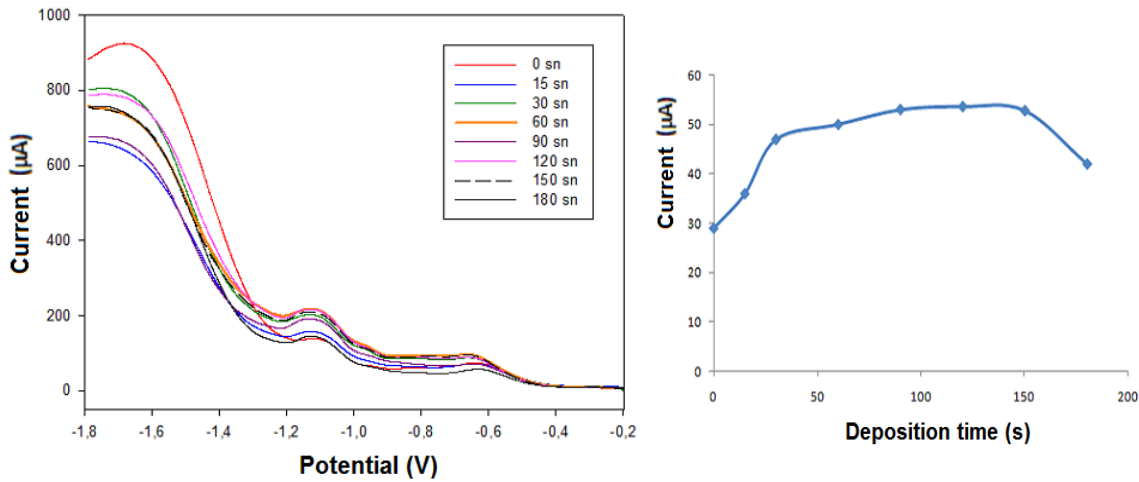 1000
800
600
400
200
0
Current (µA)
-1,8 -1,6 -1,4 -1,2 -1,0 -0,8 -0,6 -0,4 -0,2
Potential (V)
0 sn
15 sn
30 sn
60 sn
90 sn
120 sn
150 sn
180 sn
60
50
40
30
20
10
0
Current (µA)
0 50 100 150 200
Deposition time (s)